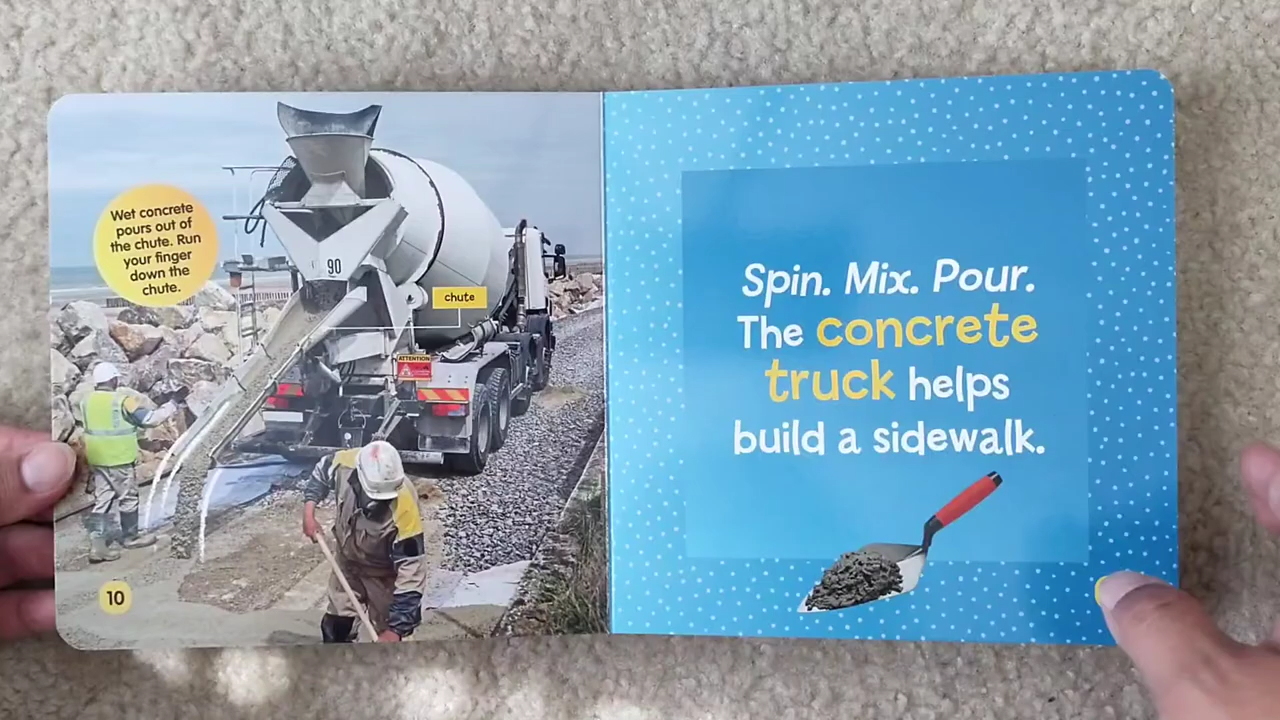 Wet concrete
pours out of
the chute. Run
your finger
down the
chute.
90
chute
ATTENTION
10
Spin. Mix. Pour.
The concrete
truck helps
build a sidewalk.